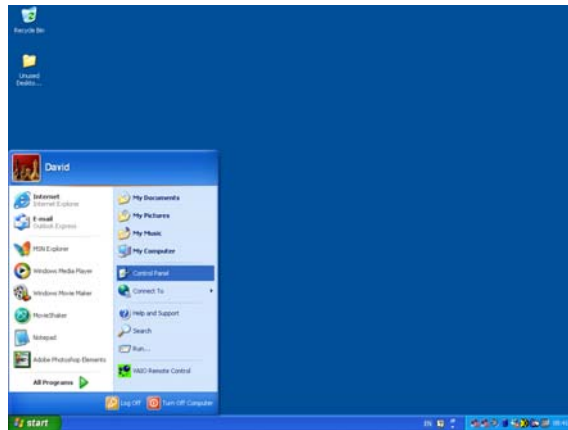 Recycle Bin
Unused
Deskto...
David
Internet
Internet Explorer
E-mail
Outlook Express
MSN Explorer
Windows Media Player
Windows Movie Maker
MovieShaker
Notepad
Adobe Photoshop Elements
All Programs
My Documents
My Pictures
My Music
My Computer
Control Panel
Connect To
Help and Support
Search
Run...
VAIO Remote Control
Log Off
Turn Off Computer
start
EN